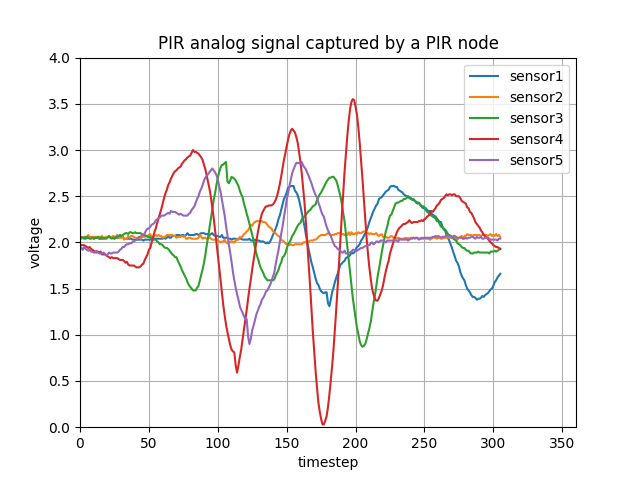 PIR analog signal captured by a PIR node
voltage
4.0
3.5
3.0
2.5
2.0
1.5
1.0
0.5
0.0
sensor1
sensor2
sensor3
sensor4
sensor5
0 50 100 150 200 250 300 350
timestep